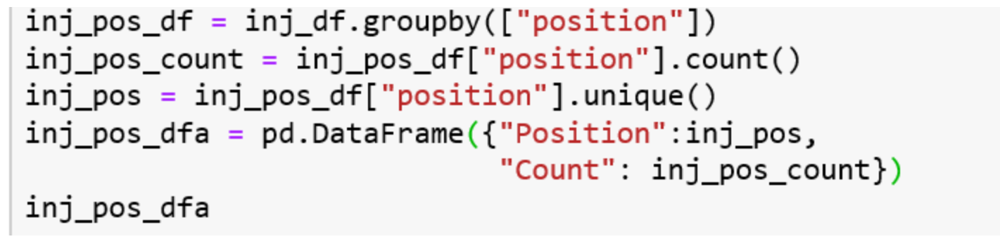 inj_pos_df = inj_df.groupby(["position"])
inj_pos_count = inj_pos_df["position"].count()
inj_pos = inj_pos_df["position"].unique()
inj_pos_dfa = pd.DataFrame({"Position":inj_pos,
                            "Count": inj_pos_count})
inj_pos_dfa